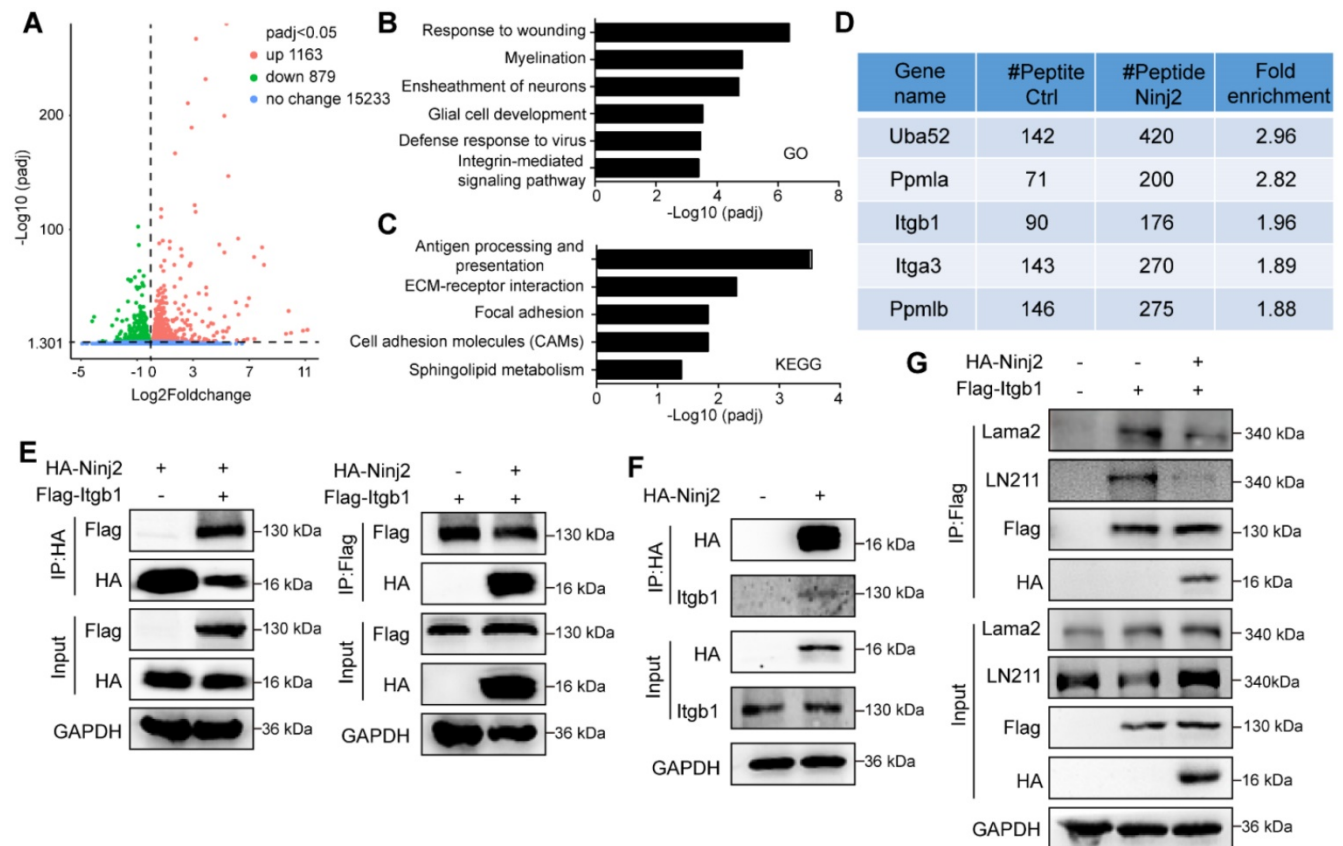 A
padj<0.05
up 1163
down 879
no change 15233
-Log10 (padj)
200
100
1.301
-5
-1
0
3
7
11
Log2Foldchange
B
Response to wounding
Myelination
Ensheathment of neurons
Glial cell development
Defense response to virus
Integrin-mediated
signaling pathway
GO
0 2 4 6 8
-Log10 (padj)
C
Antigen processing and
presentation
ECM-receptor interaction
Focal adhesion
Cell adhesion molecules (CAMs)
Sphingolipid metabolism
KEGG
0 1 2 3 4
-Log10 (padj)
D
Gene name #Peptite Ctrl #Peptide Ninj2 Fold enrichment
Uba52 142 420 2.96
Ppmla 71 200 2.82
Itgb1 90 176 1.96
Itga3 143 270 1.89
Ppmlb 146 275 1.88
E
HA-Ninj2 + +
Flag-Itgb1 - +
IP:HA
Flag -130 kDa
HA -16 kDa
Input
Flag -130 kDa
HA -16 kDa
GAPDH -36 kDa
HA-Ninj2 - +
Flag-Itgb1 + +
IP:Flag
Flag -130 kDa
HA -16 kDa
Input
Flag -130 kDa
HA -16 kDa
GAPDH -36 kDa
F
HA-Ninj2 - +
IP:HA
HA -16 kDa
Itgb1 -130 kDa
Input
HA -16 kDa
Itgb1 -130 kDa
GAPDH -36 kDa
G
HA-Ninj2 - - +
Flag-Itgb1 - + +
IP:Flag
Lama2 -340 kDa
LN211 -340 kDa
Flag -130 kDa
HA -16 kDa
Input
Lama2 -340 kDa
LN211 -340kDa
Flag -130 kDa
HA -16 kDa
GAPDH -36 kDa